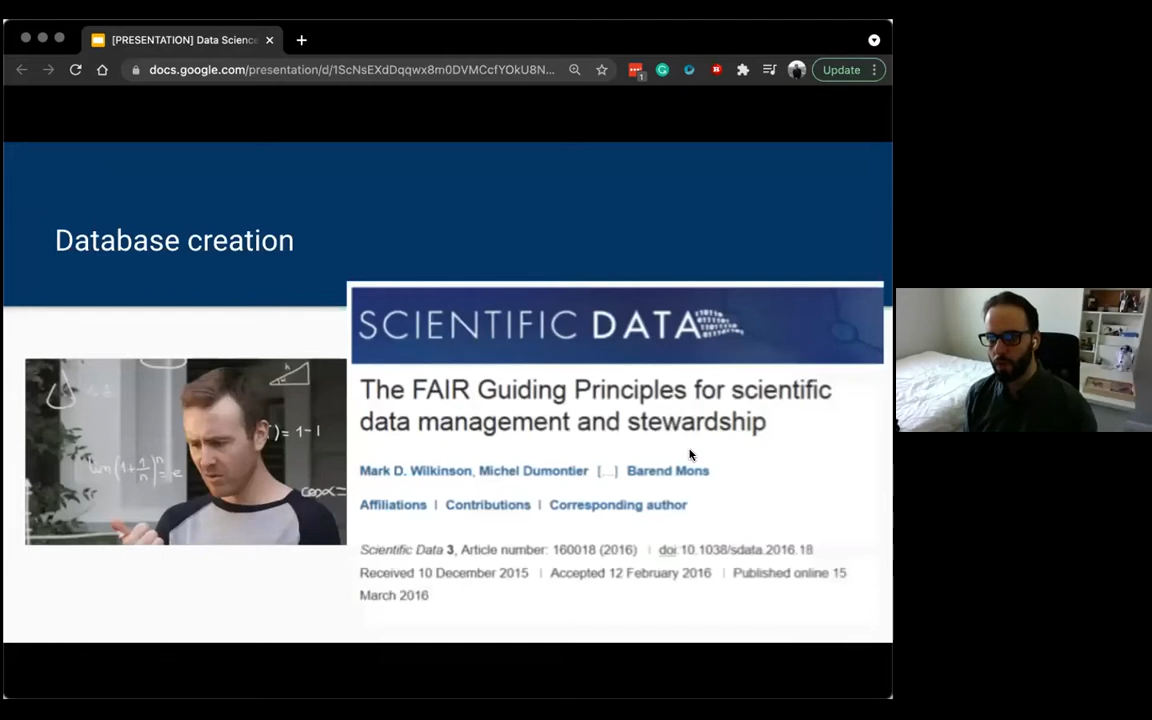 [PRESENTATION] Data Science
docs.google.com/presentation/d/1ScNsEXdDqqwx8m0DVMCcfYOkU8N...
1
Update
Database creation
SCIENTIFIC DATA
The FAIR Guiding Principles for scientific
data management and stewardship
Mark D. Wilkinson, Michel Dumontier [...] Barend Mons
Affiliations | Contributions | Corresponding author
Scientific Data 3, Article number: 160018 (2016) | doi:10.1038/sdata.2016.18
Received 10 December 2015 | Accepted 12 February 2016 | Published online 15
March 2016